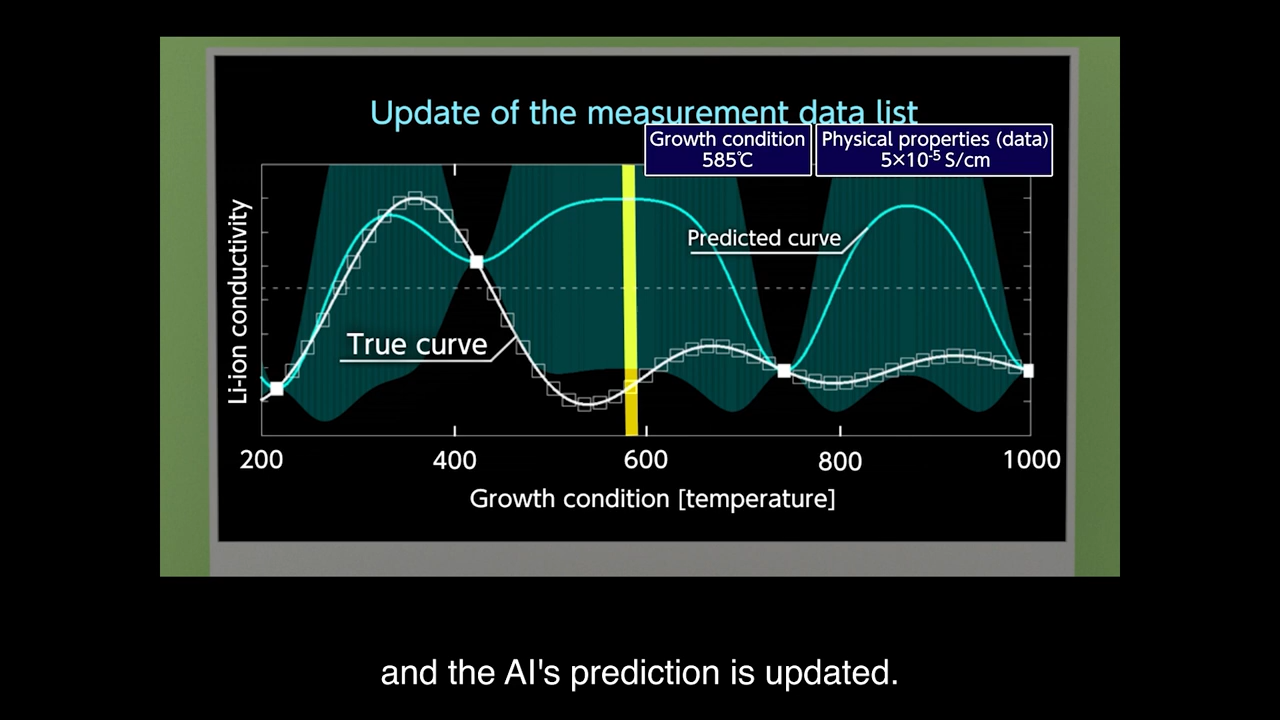 Update of the measurement data list
Growth condition
585℃
Physical properties (data)
5×10⁻⁵ S/cm
Predicted curve
True curve
Li-ion conductivity
200 400 600 800 1000
Growth condition [temperature]
and the AI's prediction is updated.